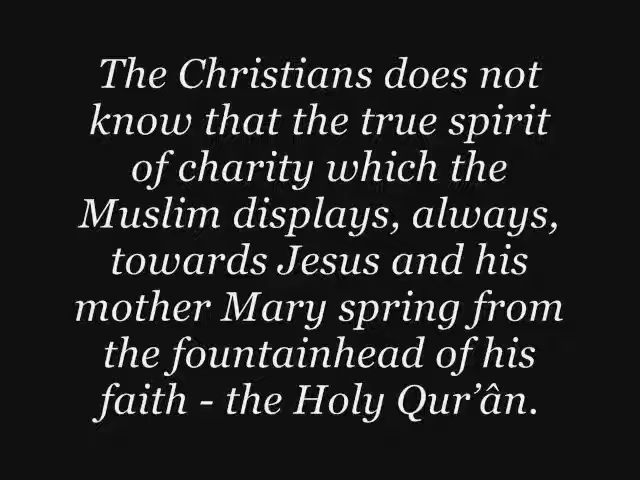 The Christians does not
know that the true spirit
of charity which the
Muslim displays, always,
towards Jesus and his
mother Mary spring from
the fountainhead of his
faith - the Holy Qur’ân.